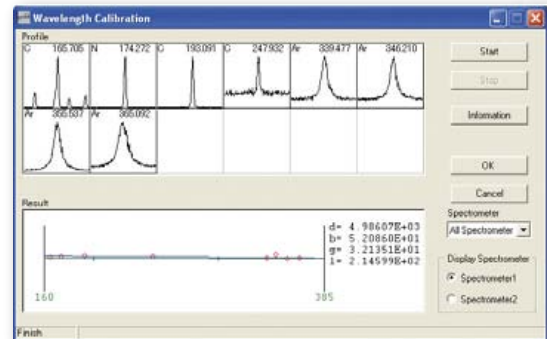 Wavelength Calibration
Profile
C 165.705 N 174.272 C 193.091 C 247.932 Ar 339.477 Ar 346.210
Ar 355.537 Ar 365.092
Start
Stop
Information
OK
Cancel
Spectrometer
All Spectrometer
Display Spectrometer
Spectrometer1
Spectrometer2
Result
d= 4.98607E+03
b= 5.20860E+01
g= 3.21351E+01
i= 2.14599E+02
160 385
Finish